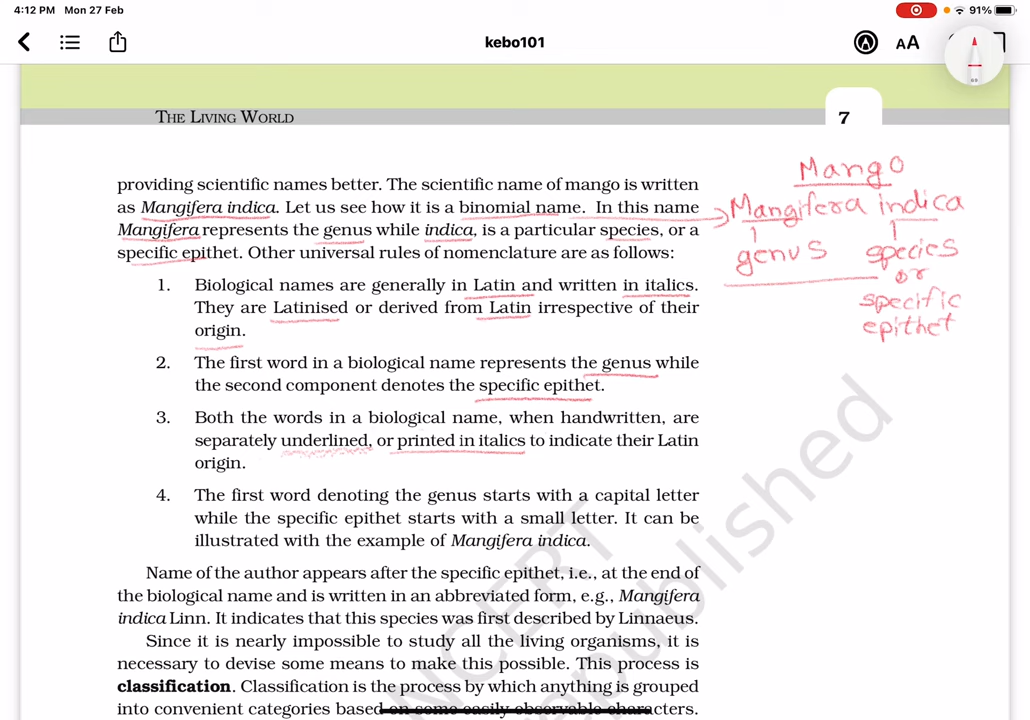 4:12 PM Mon 27 Feb
91%
kebo101
AA
THE LIVING WORLD
7
providing scientific names better. The scientific name of mango is written
as Mangifera indica. Let us see how it is a binomial name. In this name
Mangifera represents the genus while indica, is a particular species, or a
specific epithet. Other universal rules of nomenclature are as follows:
1. Biological names are generally in Latin and written in italics.
They are Latinised or derived from Latin irrespective of their
origin.
2. The first word in a biological name represents the genus while
the second component denotes the specific epithet.
3. Both the words in a biological name, when handwritten, are
separately underlined, or printed in italics to indicate their Latin
origin.
4. The first word denoting the genus starts with a capital letter
while the specific epithet starts with a small letter. It can be
illustrated with the example of Mangifera indica.
Name of the author appears after the specific epithet, i.e., at the end of
the biological name and is written in an abbreviated form, e.g., Mangifera
indica Linn. It indicates that this species was first described by Linnaeus.
Since it is nearly impossible to study all the living organisms, it is
necessary to devise some means to make this possible. This process is
classification. Classification is the process by which anything is grouped
into convenient categories based on some easily observable characters.
Mango
Mangifera indica
genus species
or
specific
epithet
NCERT
republished